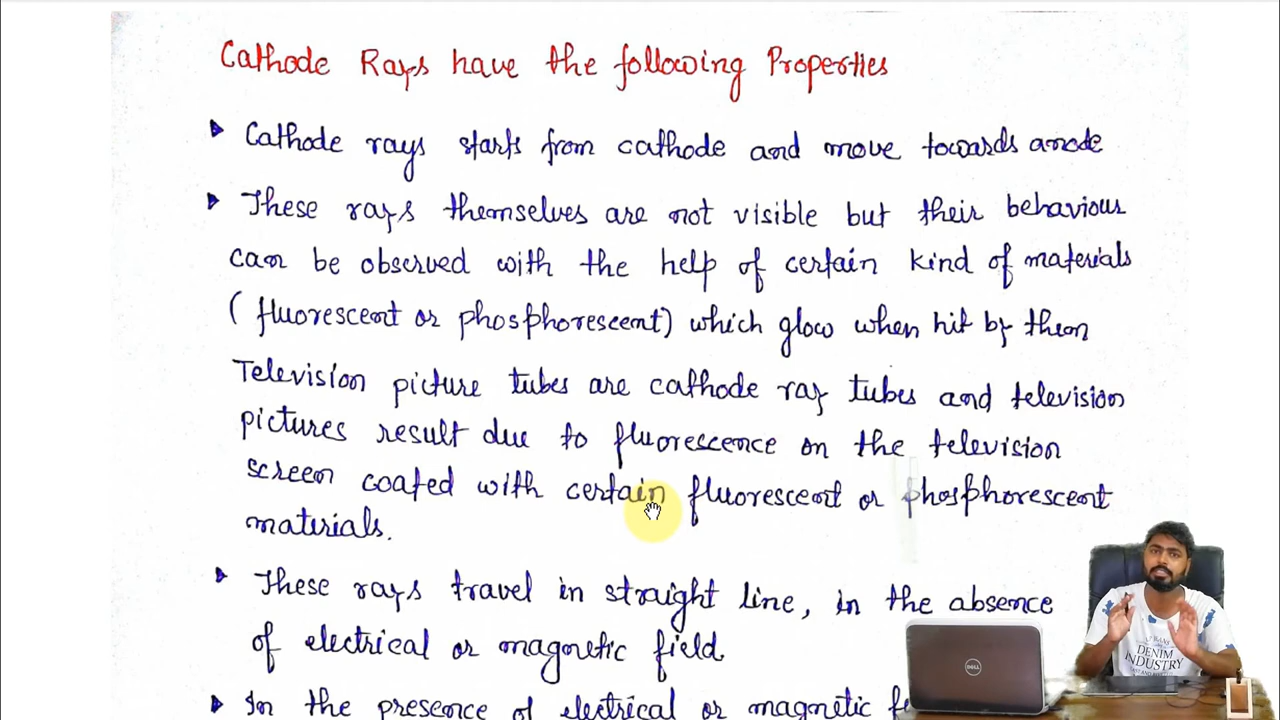 Cathode Rays have the following Properties
Cathode rays starts from cathode and move towards anode
These rays themselves are not visible but their behaviour
can be observed with the help of certain kind of materials
( fluorescent or phosphorescent) which glow when hit by them
Television picture tubes are cathode ray tubes and television
pictures result due to fluorescence on the television
screen coated with certain fluorescent or phosphorescent
materials.
These rays travel in straight line, in the absence
of electrical or magnetic field.
In the presence of electrical or magnetic
DELL
DENIM
INDUSTRY